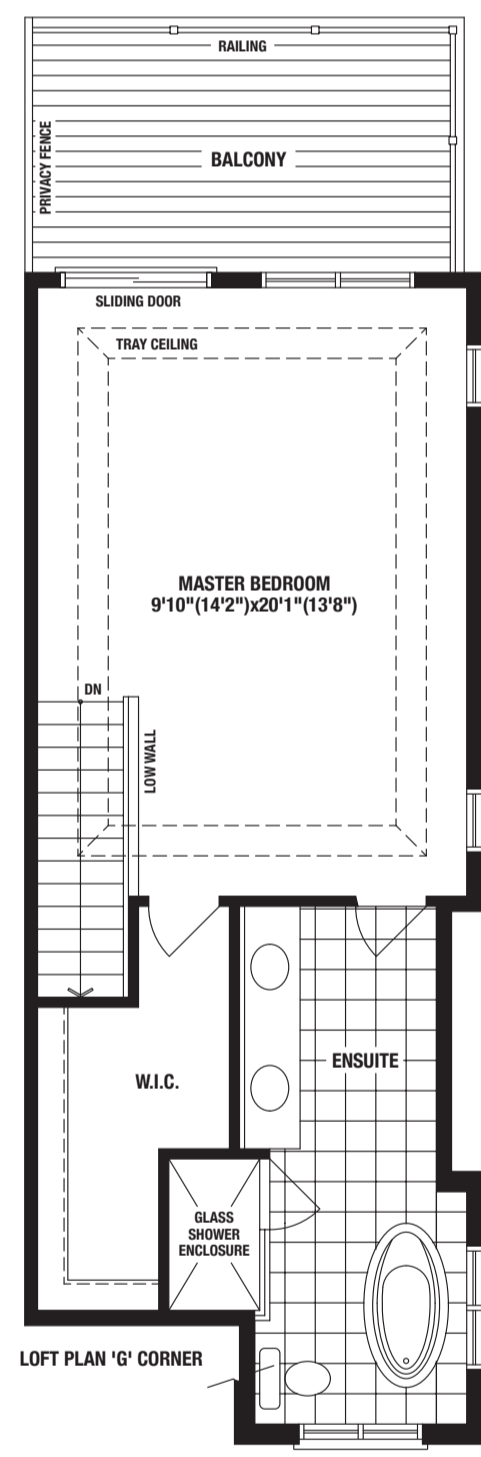 RAILING
PRIVACY FENCE
BALCONY
SLIDING DOOR
TRAY CEILING
MASTER BEDROOM
9'10"(14'2")x20'1"(13'8")
DN
LOW WALL
ENSUITE
W.I.C.
GLASS
SHOWER
ENCLOSURE
LOFT PLAN 'G' CORNER